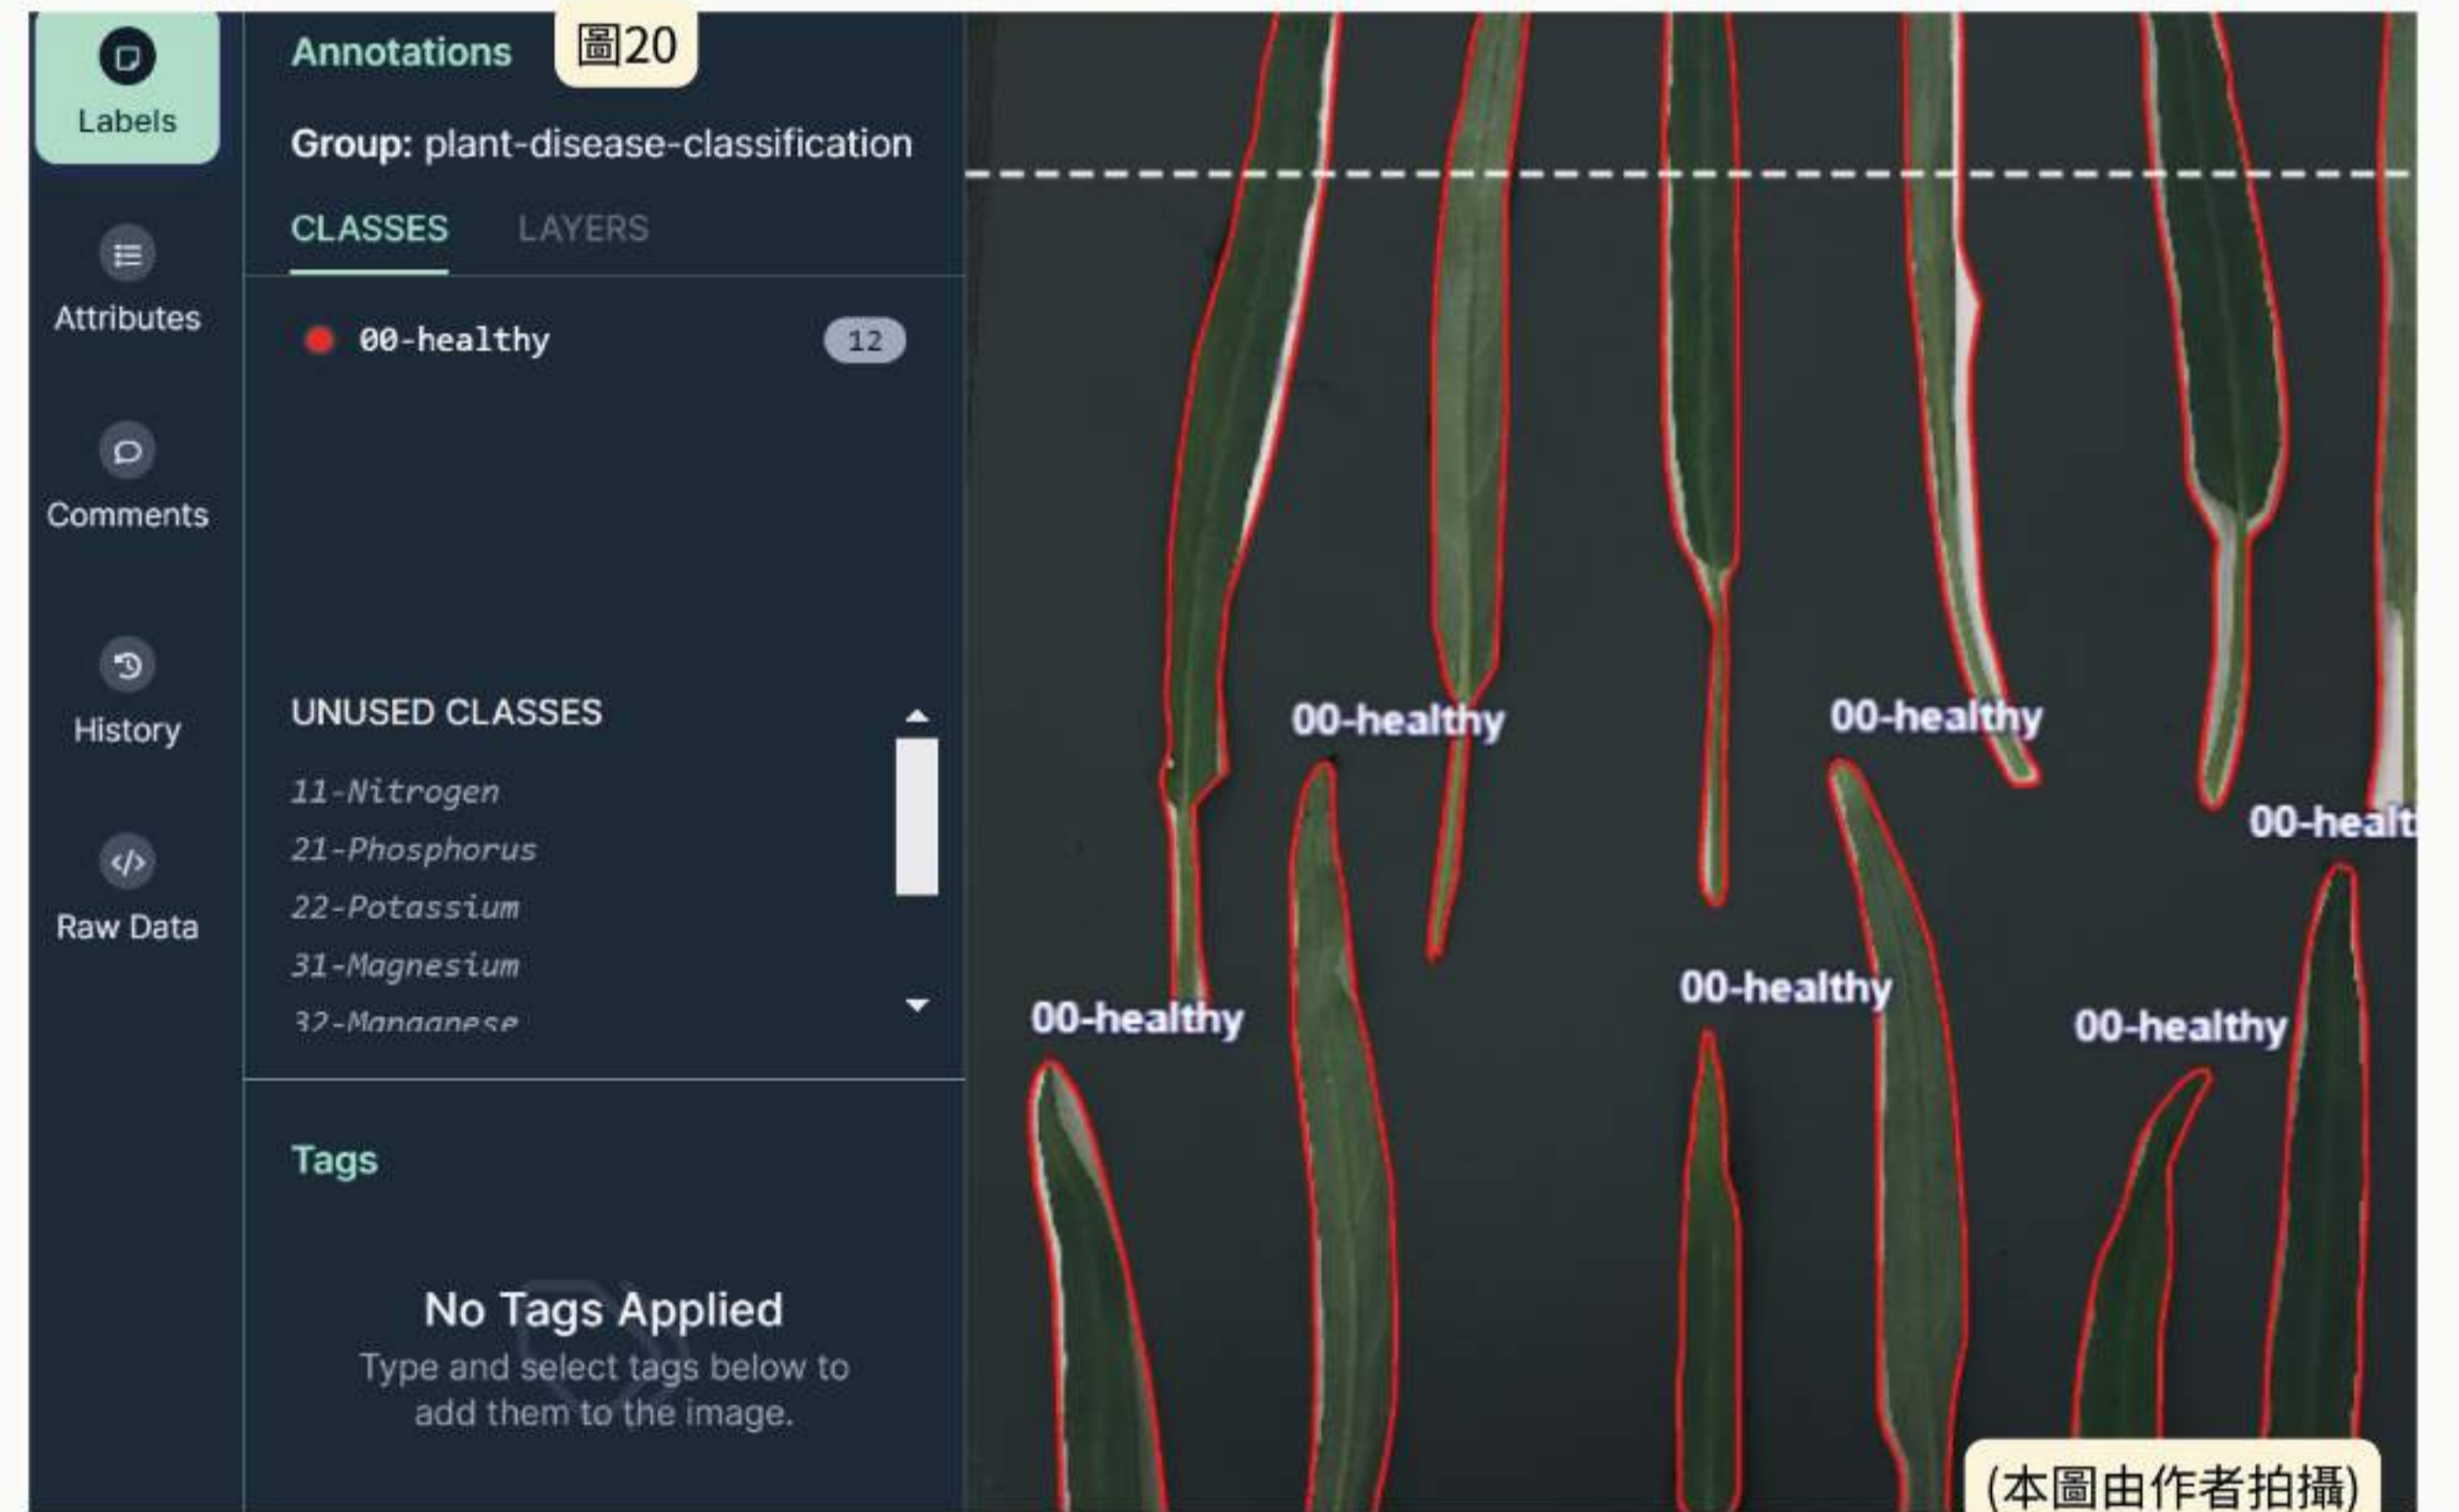 圖20
Labels
Attributes
Comments
History
Raw Data
Annotations
Group: plant-disease-classification
CLASSES LAYERS
00-healthy 12
UNUSED CLASSES
11-Nitrogen
21-Phosphorus
22-Potassium
31-Magnesium
32-Manganese
Tags
No Tags Applied
Type and select tags below to
add them to the image.
00-healthy
00-healthy
00-healt
00-healthy
00-healthy
00-healthy
(本圖由作者拍攝)